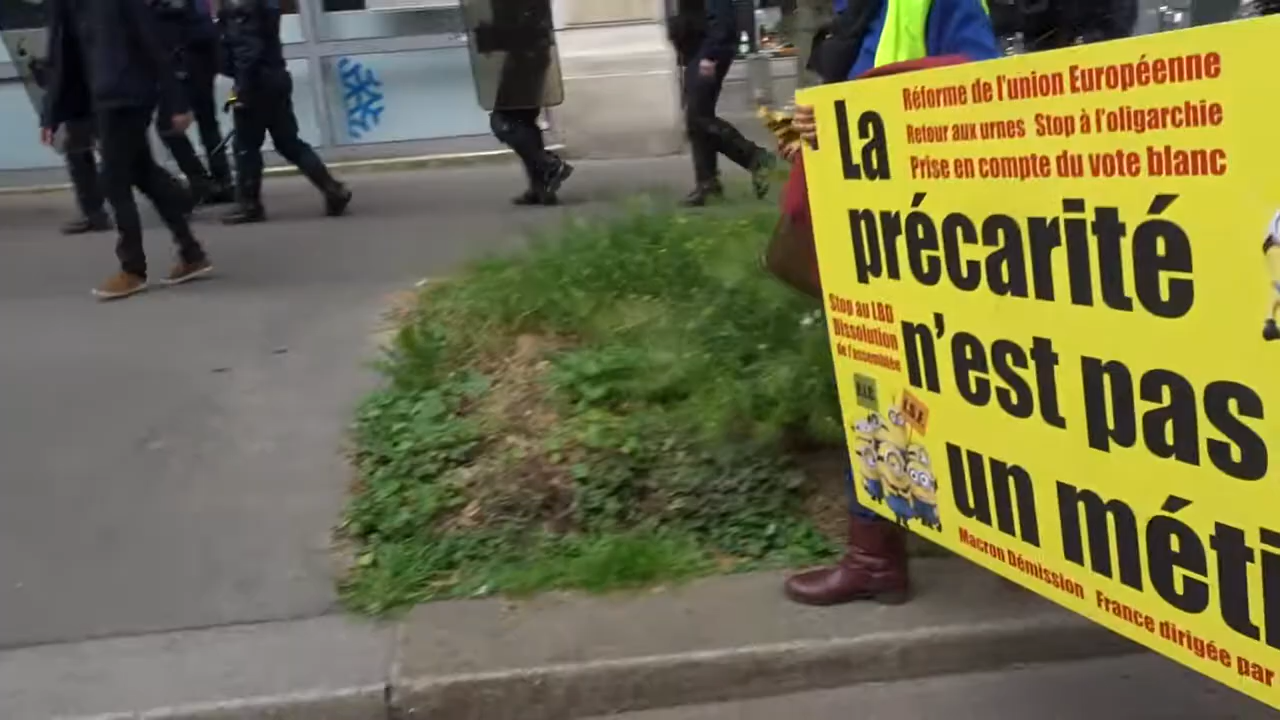 Réforme de l'union Européenne
Retour aux urnes Stop à l'oligarchie
Prise en compte du vote blanc
La
précarité
n'est pas
un méti
Stop au LBD
Dissolution
de l'assemblée
Macron Démission France dirigée par